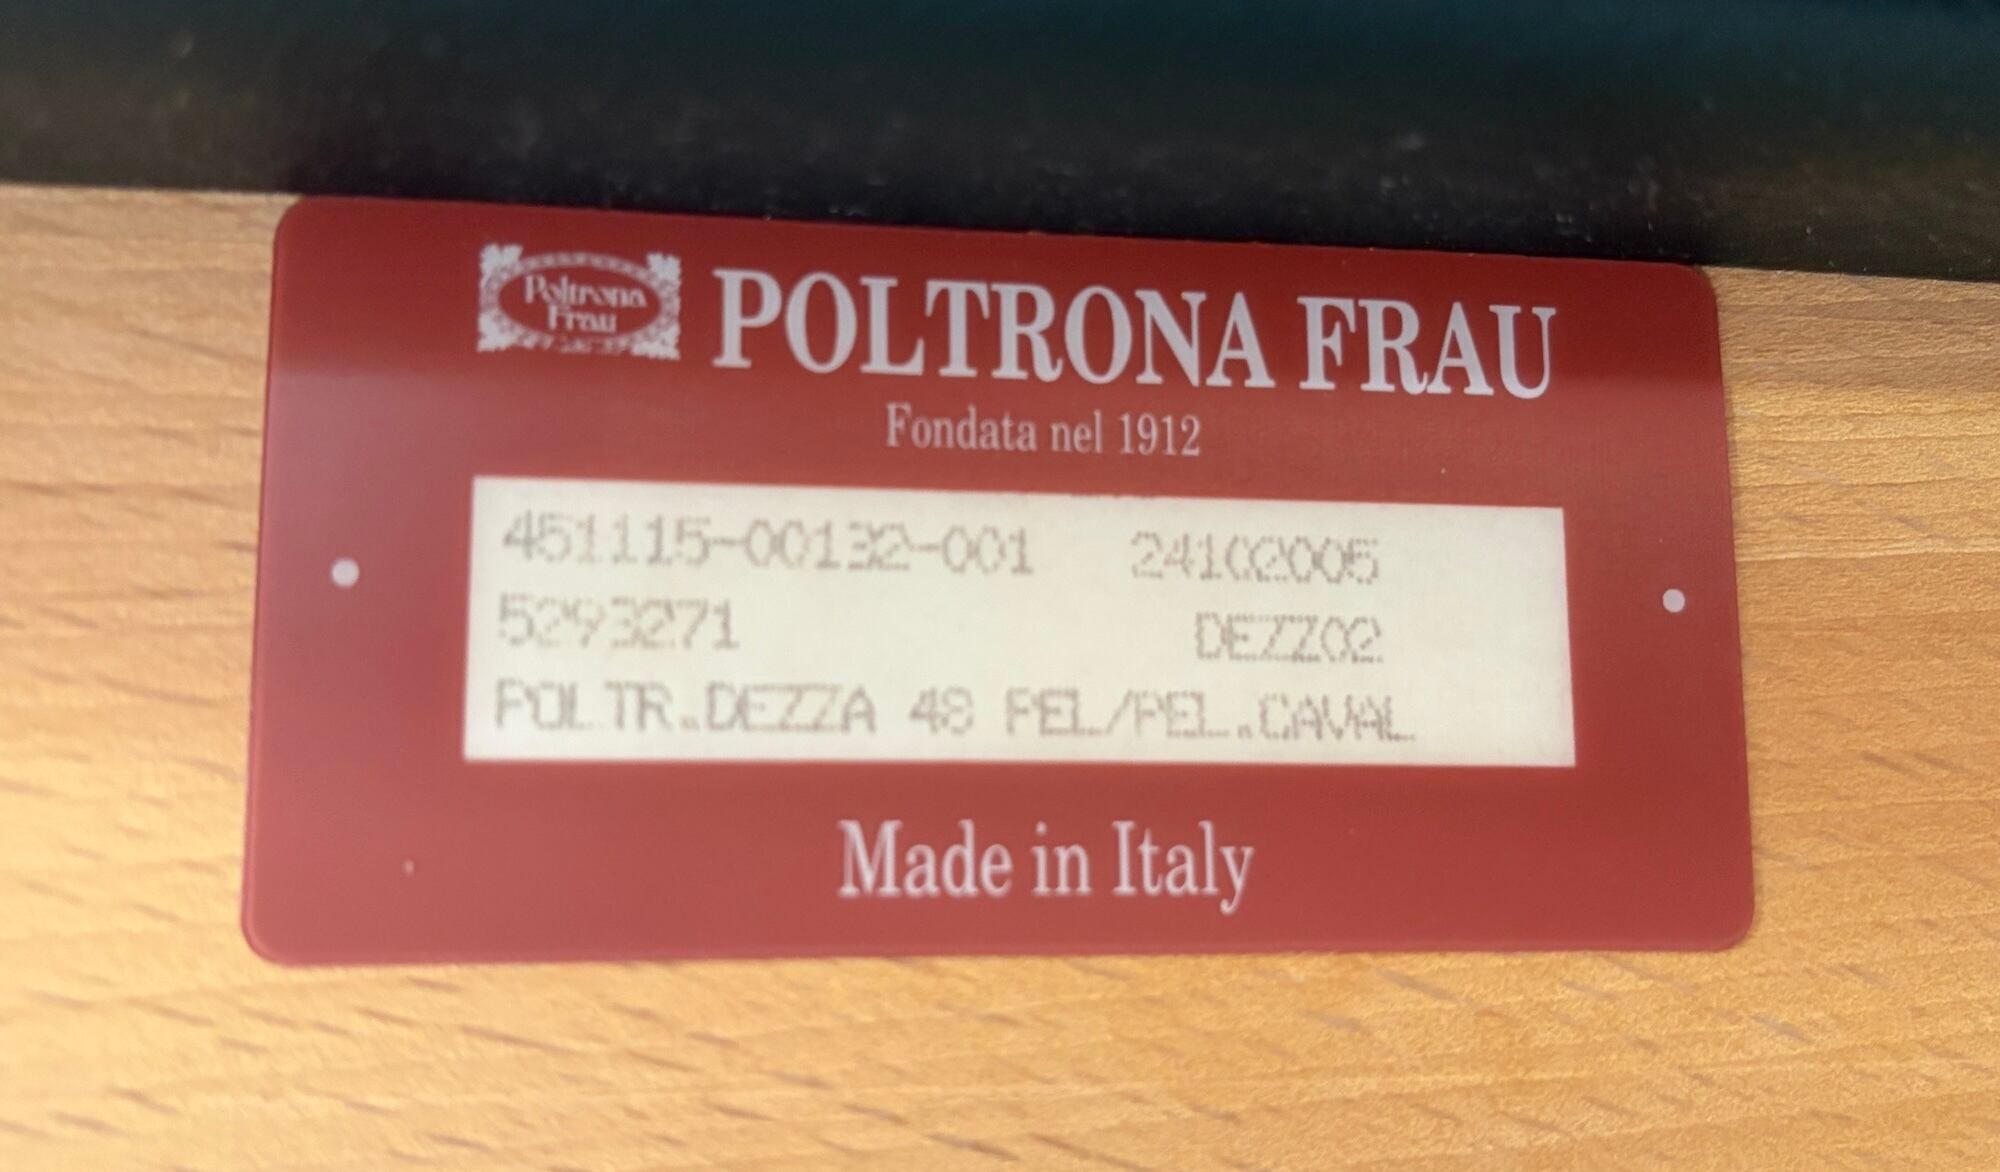 Poltrona
Frau
POLTRONA FRAU
Fondata nel 1912
451115-00132-001 24102005
5293271 DEZZ02
POLTR.DEZZA 48 PEL/PEL.CAVAL
Made in Italy